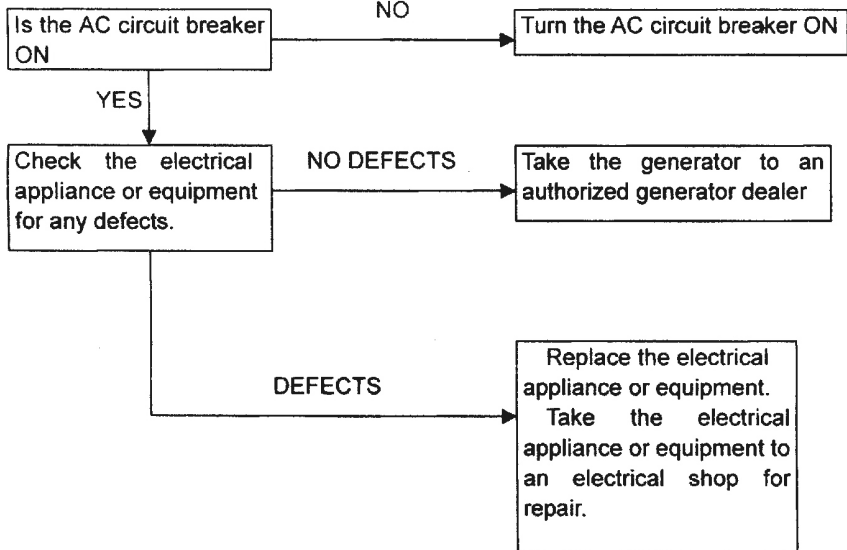 Is the AC circuit breaker
ON
NO
Turn the AC circuit breaker ON
YES
Check the electrical
appliance or equipment
for any defects.
NO DEFECTS
Take the generator to an
authorized generator dealer
DEFECTS
Replace the electrical
appliance or equipment.
Take the electrical
appliance or equipment to
an electrical shop for
repair.